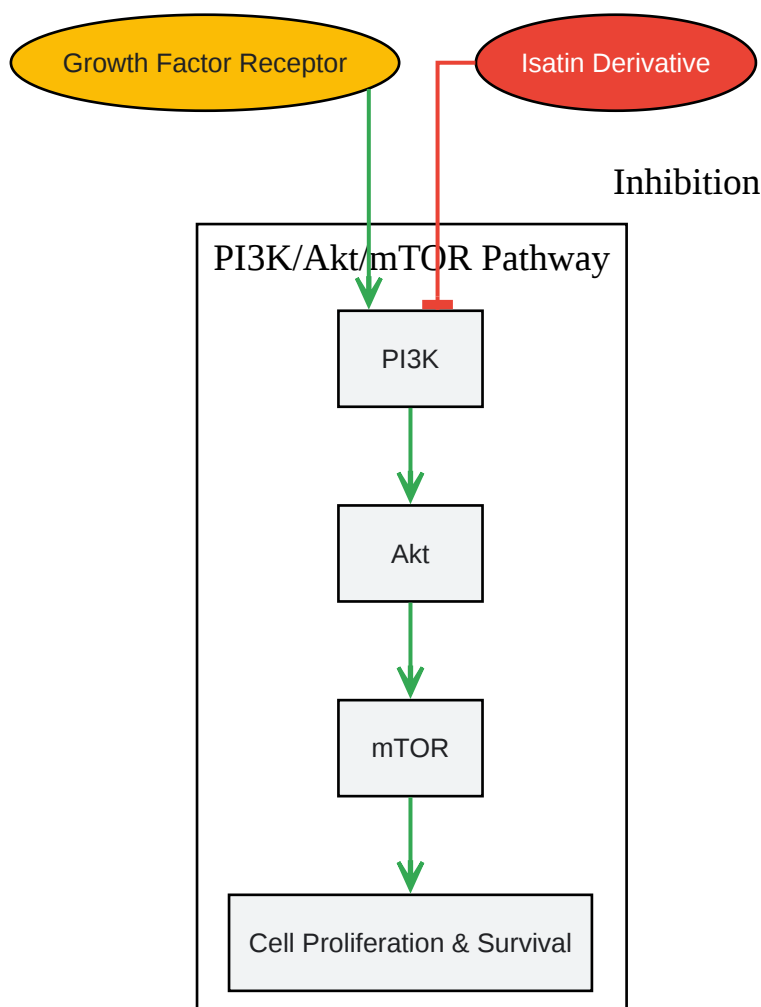 Growth Factor Receptor
Isatin Derivative
Inhibition
PI3K/Akt/mTOR Pathway
PI3K
Akt
mTOR
Cell Proliferation & Survival